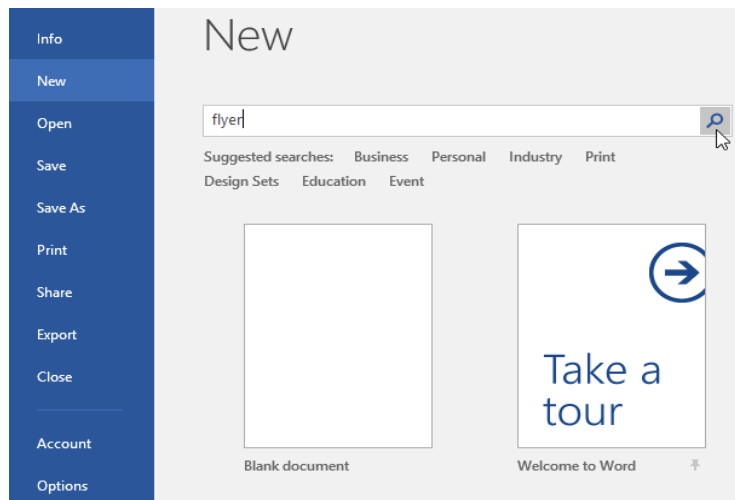 Info
New
Open
Save
Save As
Print
Share
Export
Close
Account
Options
New
flyer
Suggested searches: Business Personal Industry Print
Design Sets Education Event
Take a
tour
Blank document
Welcome to Word